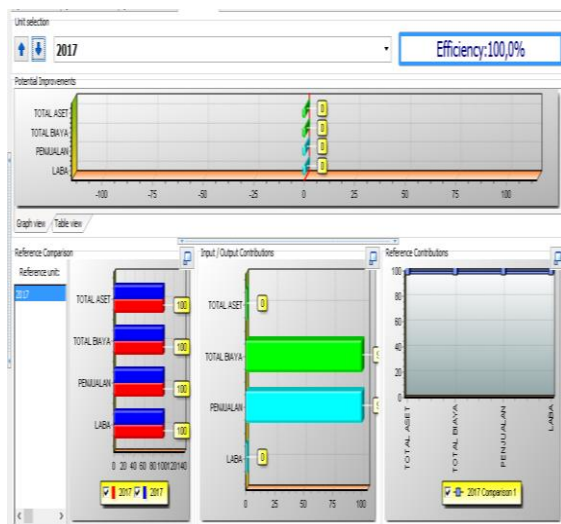 Unit selection
2017
Efficiency:100,0%
Potential Improvements
TOTAL ASET
TOTAL BIAYA
PENJUALAN
LABA
0
0
0
0
-100 -75 -50 -25 0 25 50 75 100
Graph view Table view
Reference Comparison
Reference unit:
2017
TOTAL ASET
TOTAL BIAYA
PENJUALAN
LABA
100
100
100
100
0 20 40 60 80 100120140
2017 2017
Input / Output Contributions
TOTAL ASET
TOTAL BIAYA
PENJUALAN
LABA
0
0
0 25 50 75 100
Reference Contributions
100
80
60
40
20
0
TOTAL ASET
TOTAL BIAYA
PENJUALAN
LABA
2017 Comparison 1